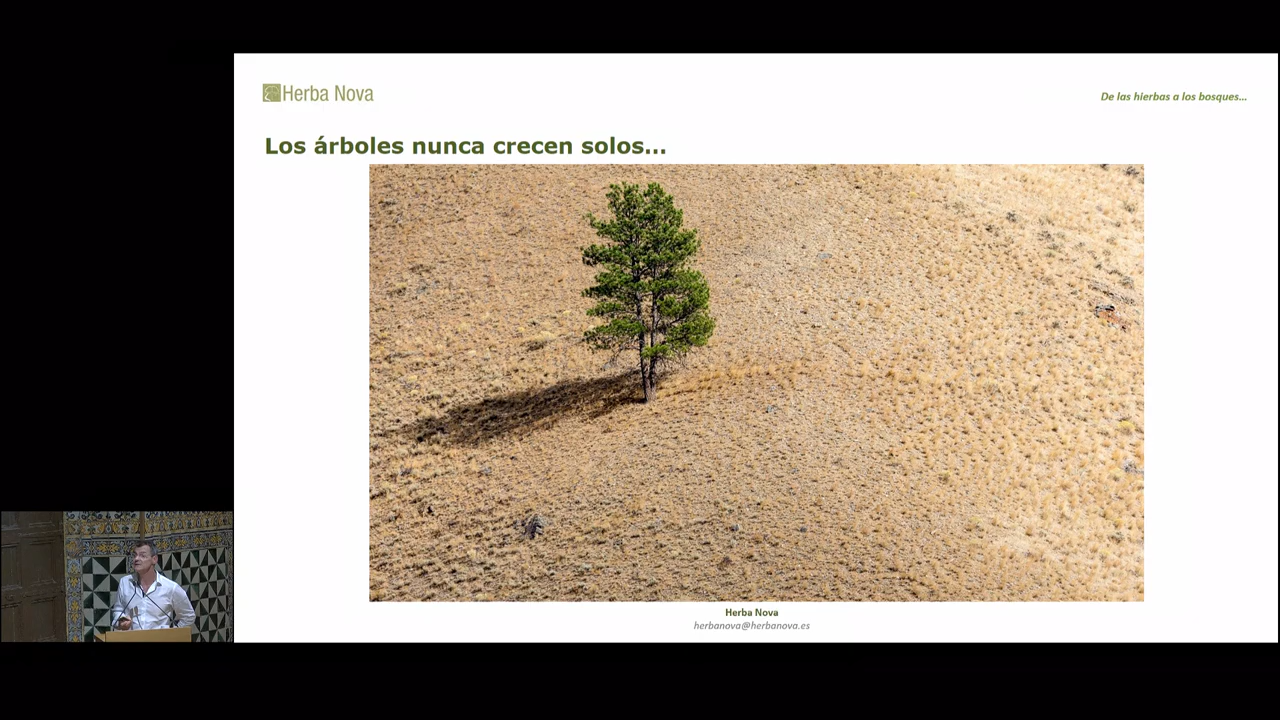 Herba Nova
De las hierbas a los bosques...
Los árboles nunca crecen solos...
Herba Nova
herbanova@herbanova.es